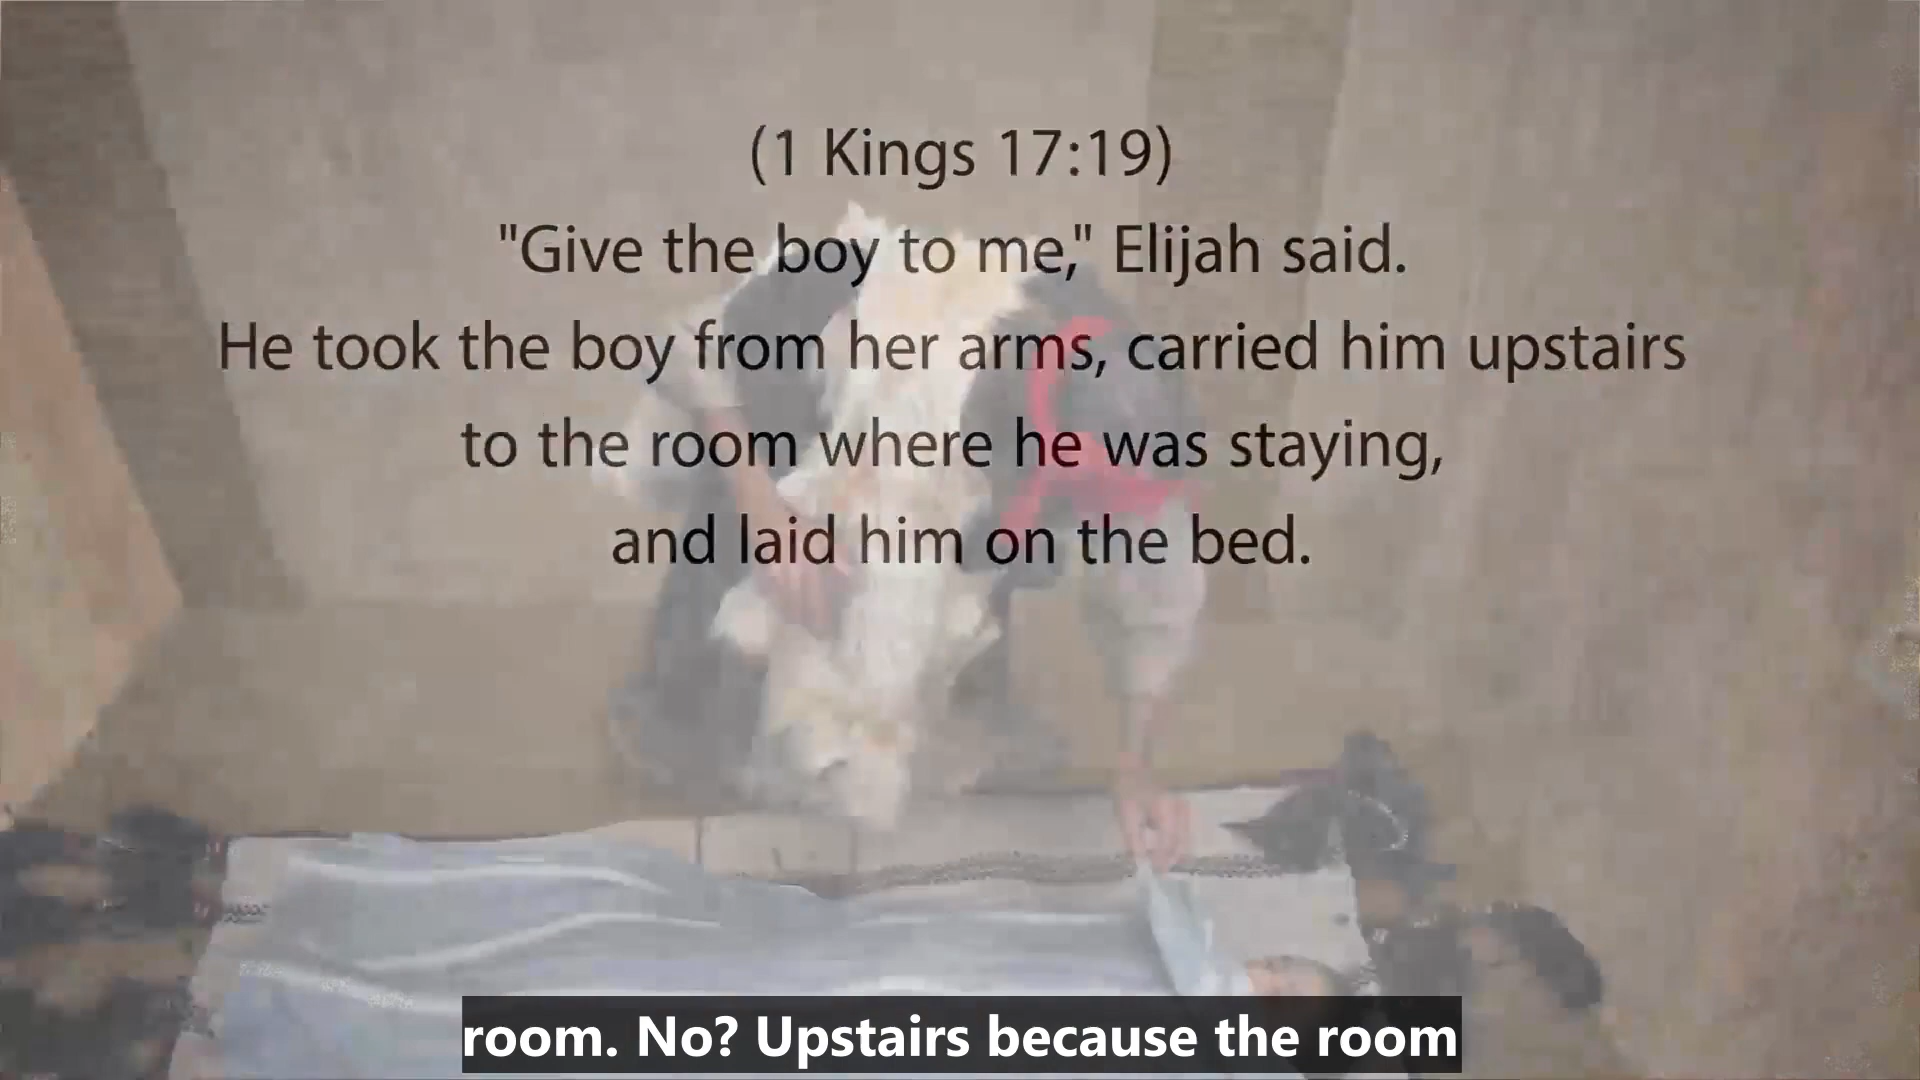 (1 Kings 17:19)
"Give the boy to me," Elijah said.
He took the boy from her arms, carried him upstairs
to the room where he was staying,
and laid him on the bed.
room. No? Upstairs because the room